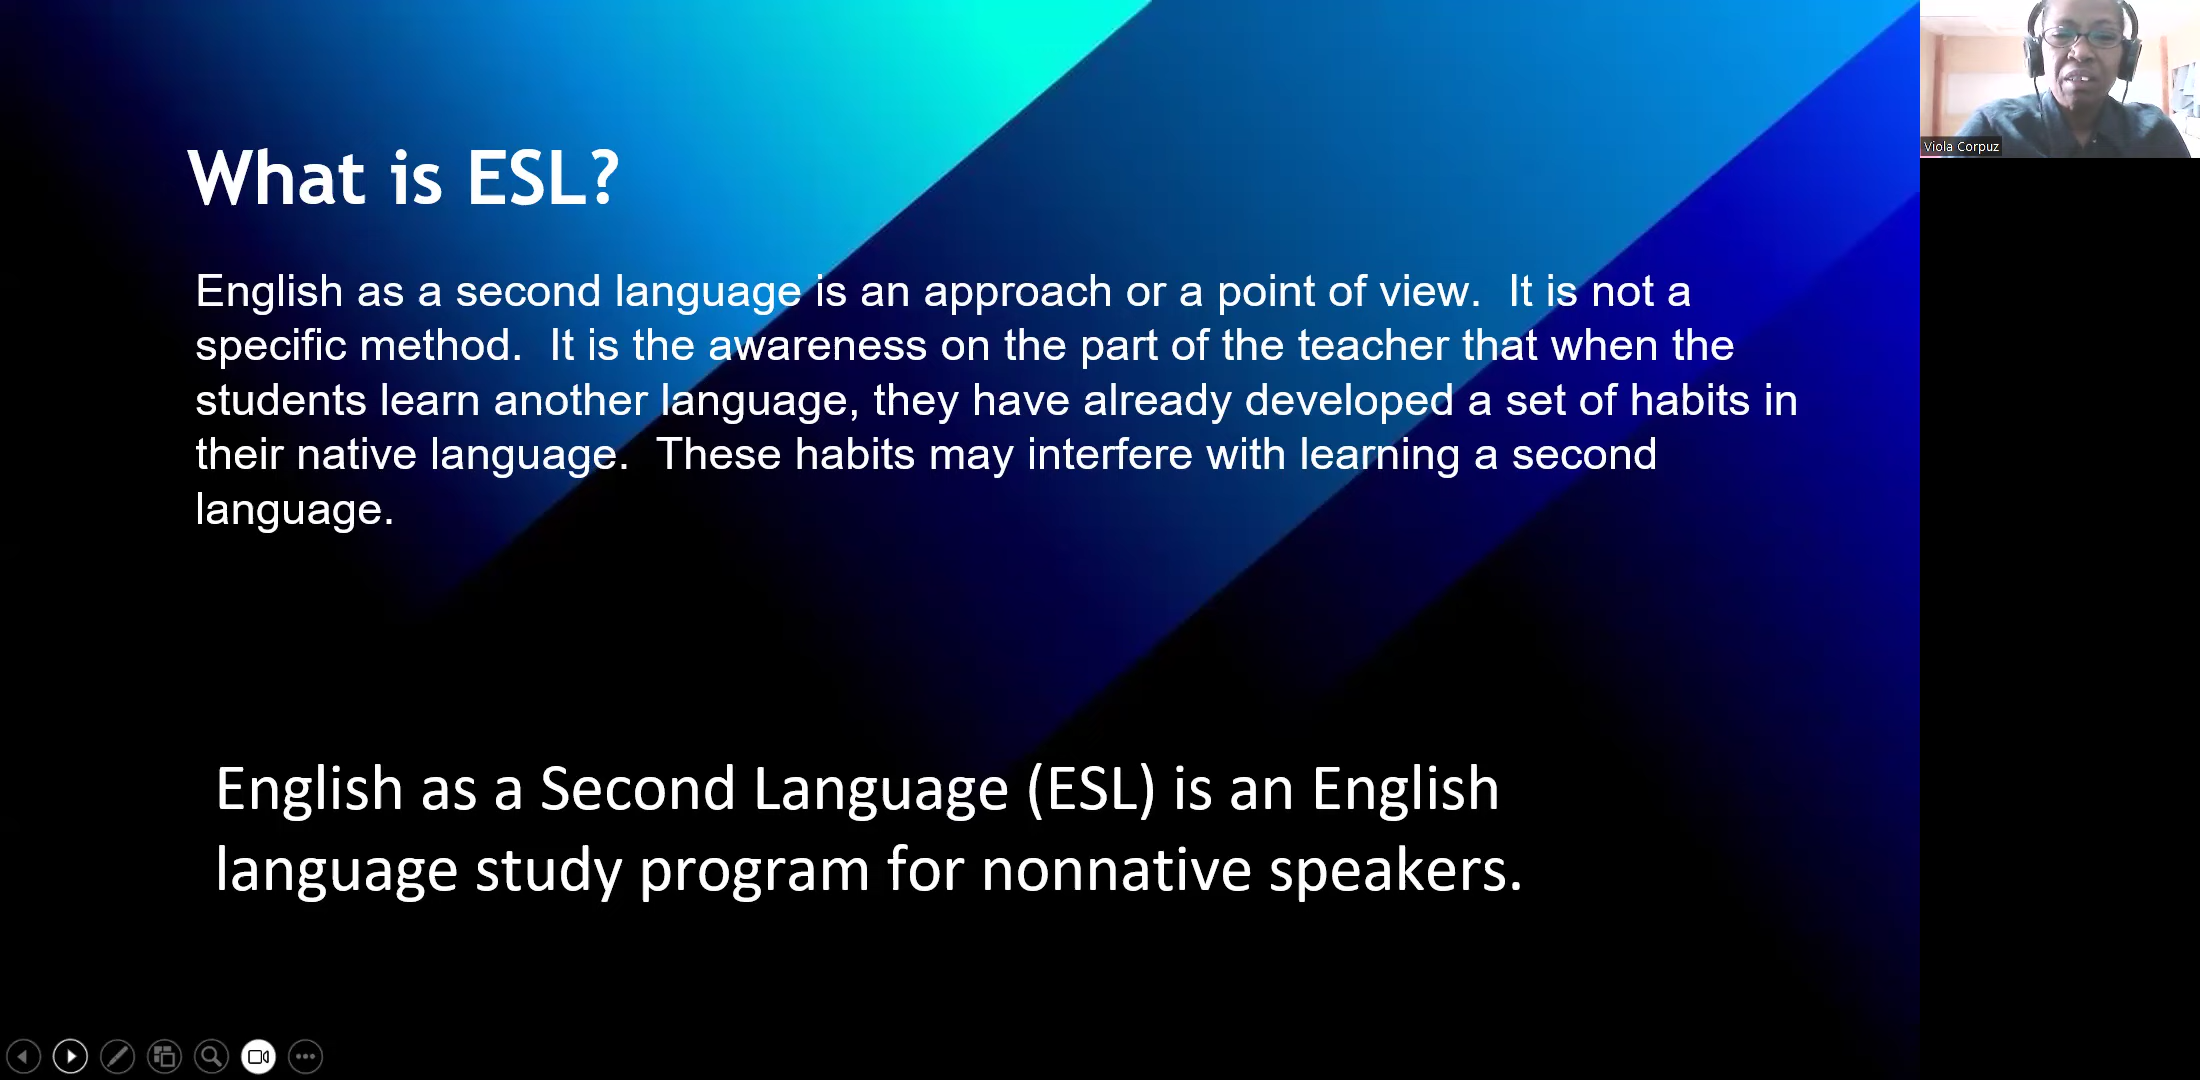 What is ESL?
English as a second language is an approach or a point of view.  It is not a
specific method.  It is the awareness on the part of the teacher that when the
students learn another language, they have already developed a set of habits in
their native language.  These habits may interfere with learning a second
language.
English as a Second Language (ESL) is an English
language study program for nonnative speakers.
Viola Corpuz